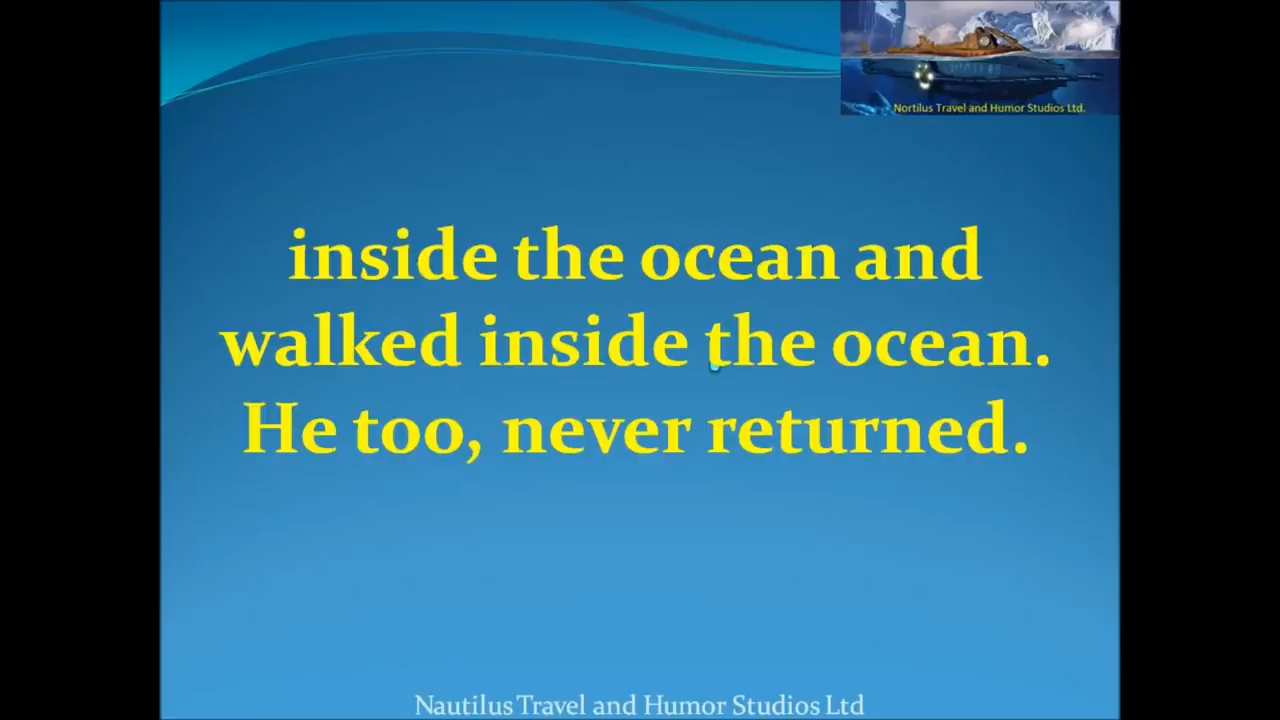 Nortilus Travel and Humor Studios Ltd.
inside the ocean and
walked inside the ocean.
He too, never returned.
Nautilus Travel and Humor Studios Ltd